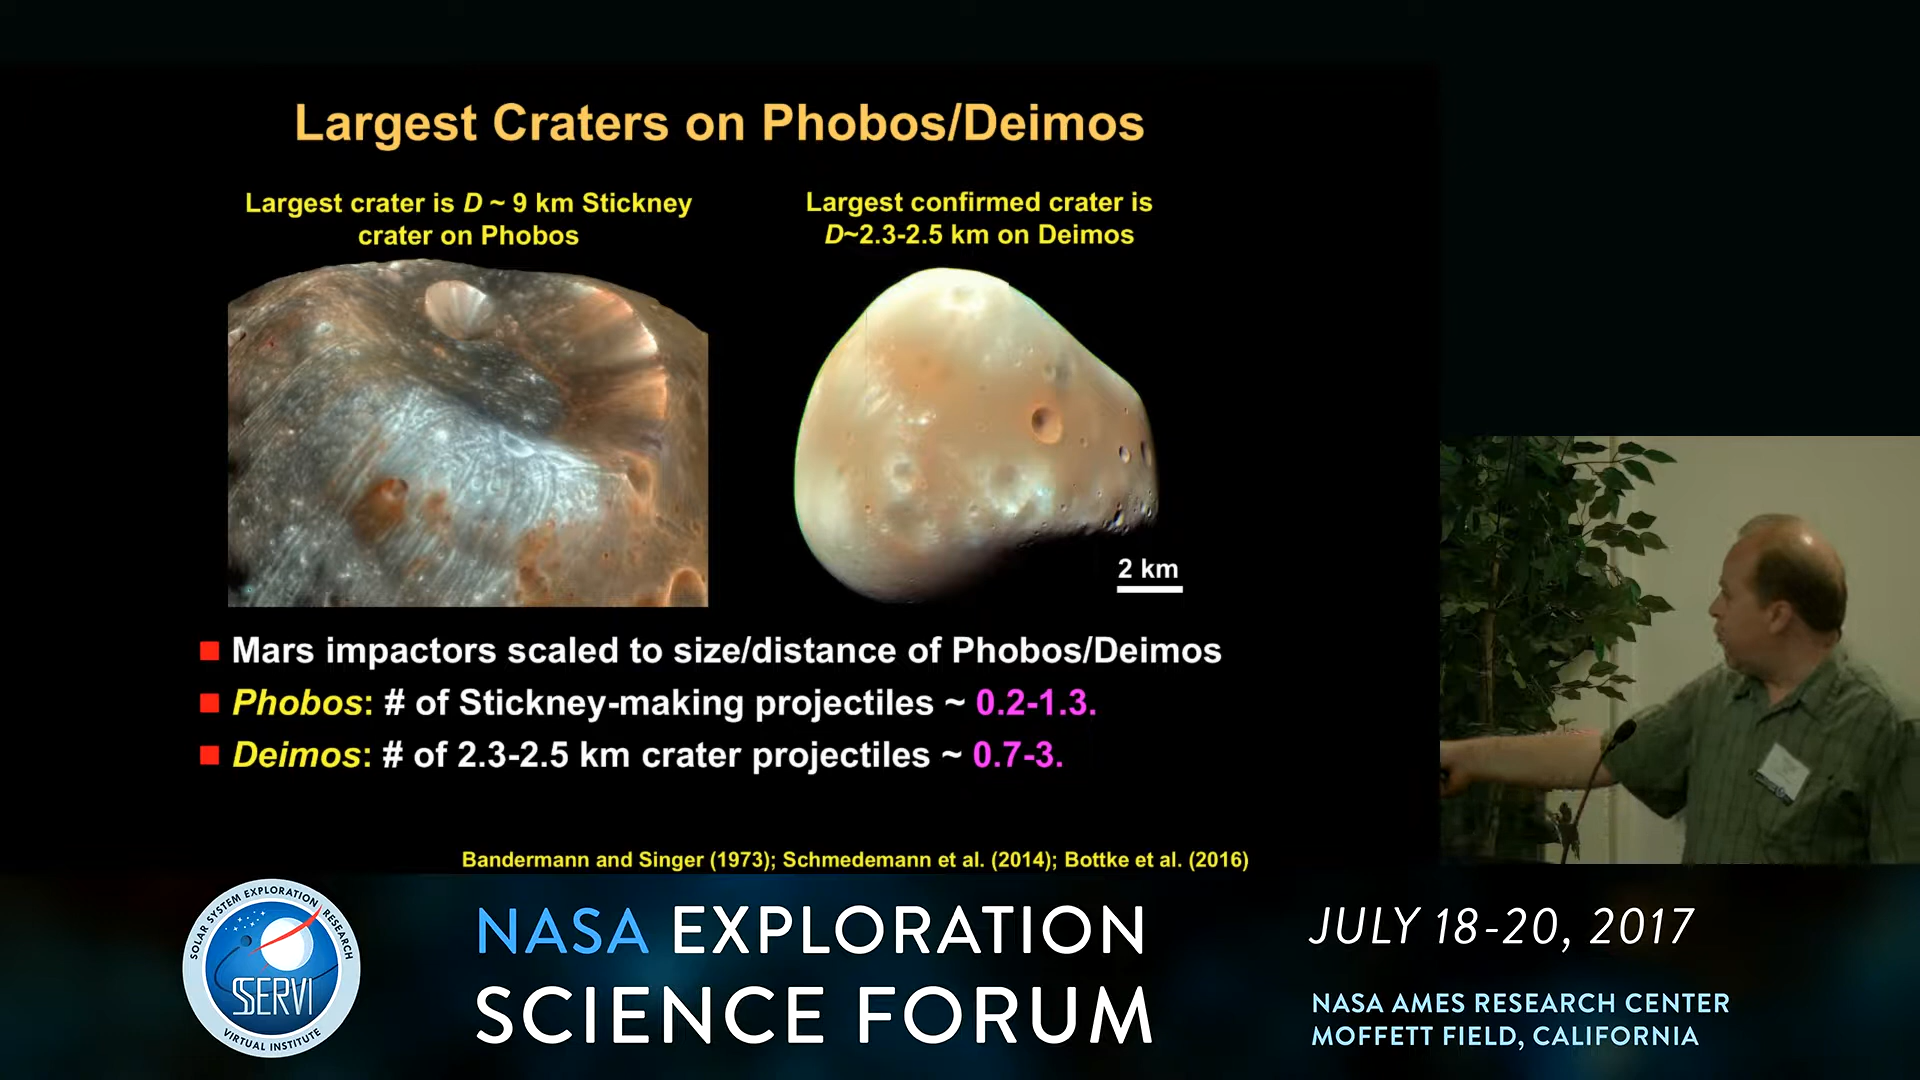 Largest Craters on Phobos/Deimos
Largest crater is D ~ 9 km Stickney
crater on Phobos
Largest confirmed crater is
D~2.3-2.5 km on Deimos
2 km
Mars impactors scaled to size/distance of Phobos/Deimos
Phobos: # of Stickney-making projectiles ~ 0.2-1.3.
Deimos: # of 2.3-2.5 km crater projectiles ~ 0.7-3.
Bandermann and Singer (1973); Schmedemann et al. (2014); Bottke et al. (2016)
SOLAR SYSTEM EXPLORATION RESEARCH
SSERVI
VIRTUAL INSTITUTE
NASA EXPLORATION
SCIENCE FORUM
JULY 18-20, 2017
NASA AMES RESEARCH CENTER
MOFFETT FIELD, CALIFORNIA